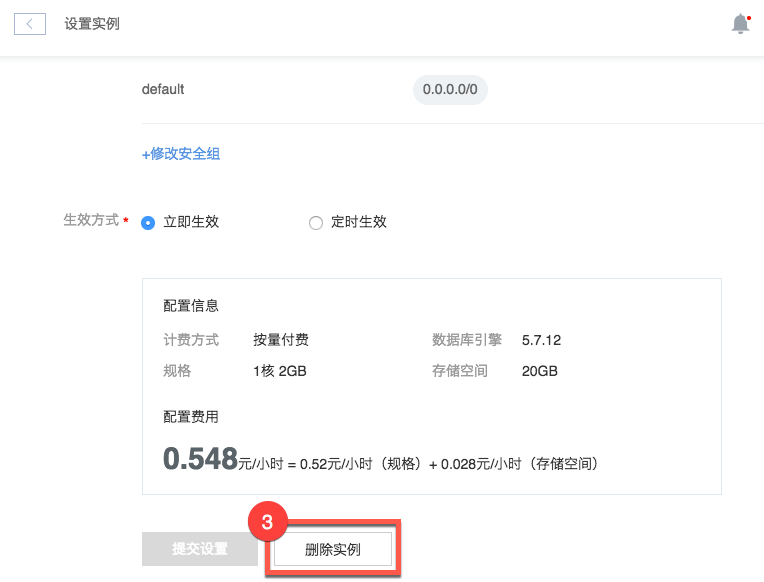 设置实例
default 0.0.0.0/0
+修改安全组
生效方式 * 立即生效 定时生效
配置信息
计费方式 按量付费 数据库引擎 5.7.12
规格 1核 2GB 存储空间 20GB
配置费用
0.548元/小时 = 0.52元/小时（规格）+ 0.028元/小时（存储空间）
3
提交设置 删除实例